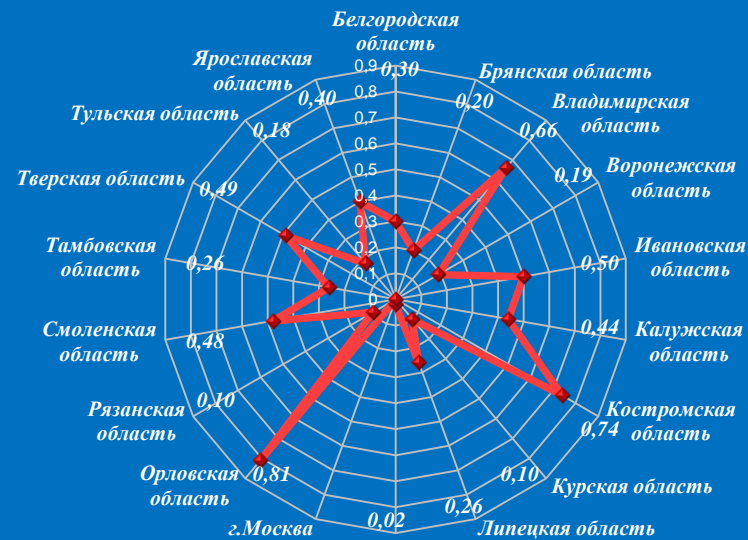 Белгородская
область
0,30
Брянская область
0,20
Владимирская
область
0,66
Воронежская
область
0,19
Ивановская
область
0,50
Калужская
область
0,44
Костромская
область
0,74
Курская область
0,10
Липецкая область
0,26
0,02
г.Москва
Орловская
область
0,81
Рязанская
область
0,10
Смоленская
область
0,48
Тамбовская
область
0,26
Тверская область
0,49
Тульская область
0,18
Ярославская
область
0,40
0,9
0,8
0,7
0,6
0,5
0,4
0,3
0,2
0,1
0